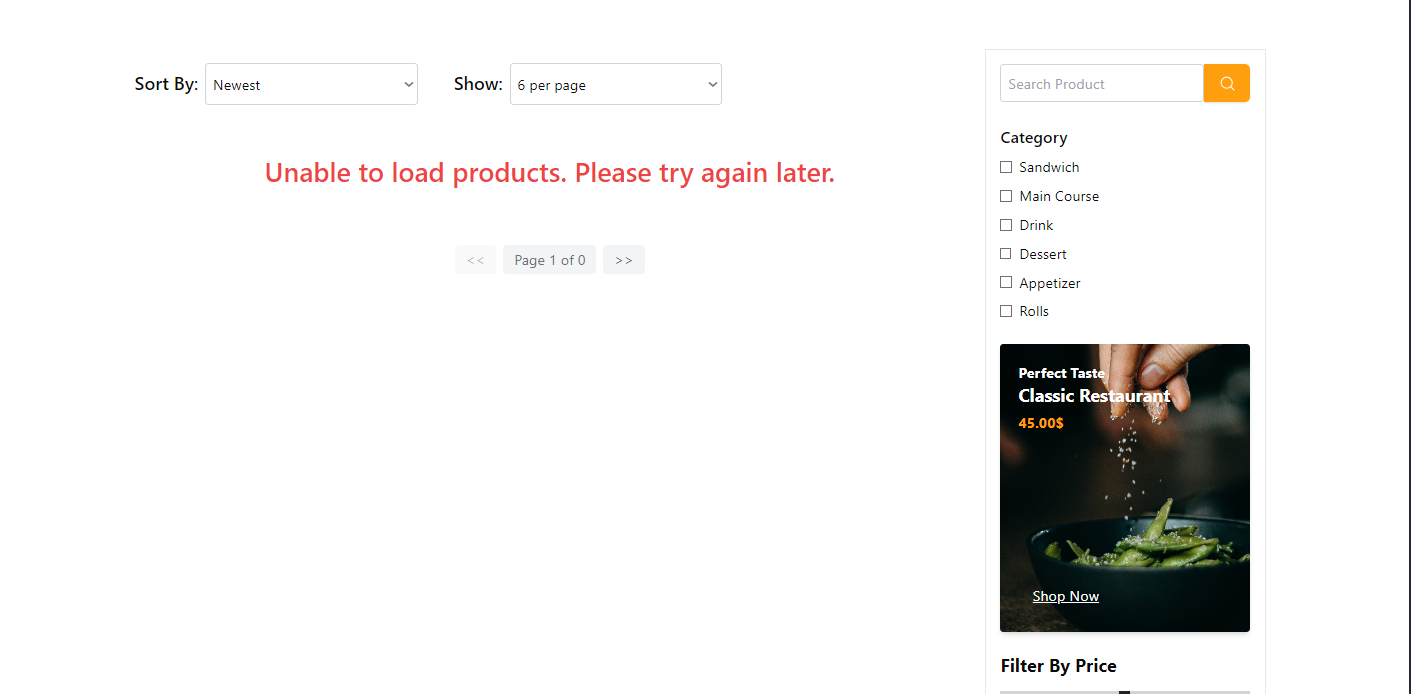 Sort By: Newest Show: 6 per page
Unable to load products. Please try again later.
<< Page 1 of 0 >>
Search Product
Category
Sandwich
Main Course
Drink
Dessert
Appetizer
Rolls
Perfect Taste
Classic Restaurant
45.00$
Shop Now
Filter By Price